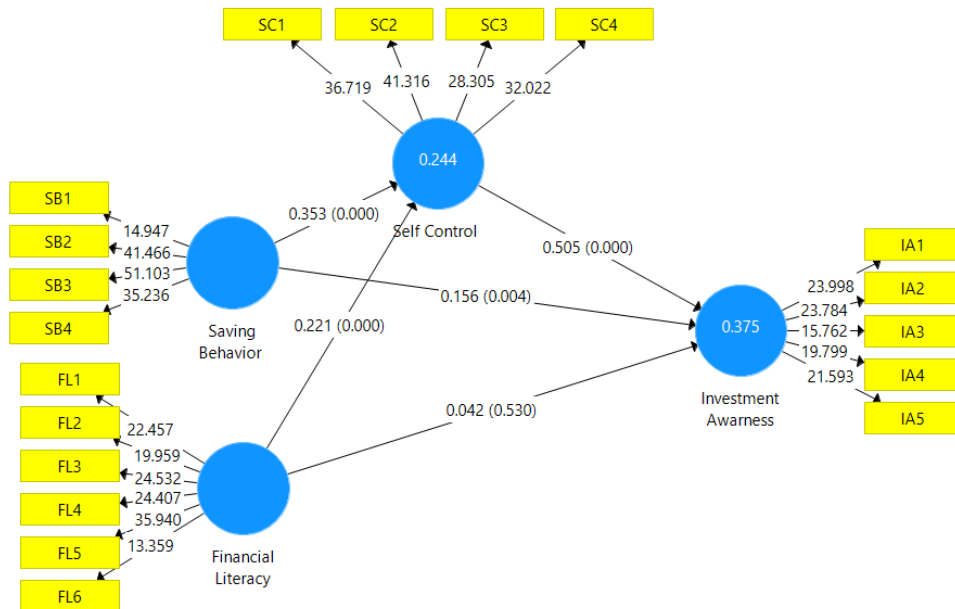 SC1
SC2
SC3
SC4
36.719
41.316
28.305
32.022
0.244
Self Control
SB1
SB2
SB3
SB4
14.947
41.466
51.103
35.236
Saving
Behavior
0.353 (0.000)
0.505 (0.000)
0.156 (0.004)
0.221 (0.000)
0.042 (0.530)
IA1
IA2
IA3
IA4
IA5
23.998
23.784
15.762
19.799
21.593
0.375
Investment
Awarness
FL1
FL2
FL3
FL4
FL5
FL6
22.457
19.959
24.532
24.407
35.940
13.359
Financial
Literacy